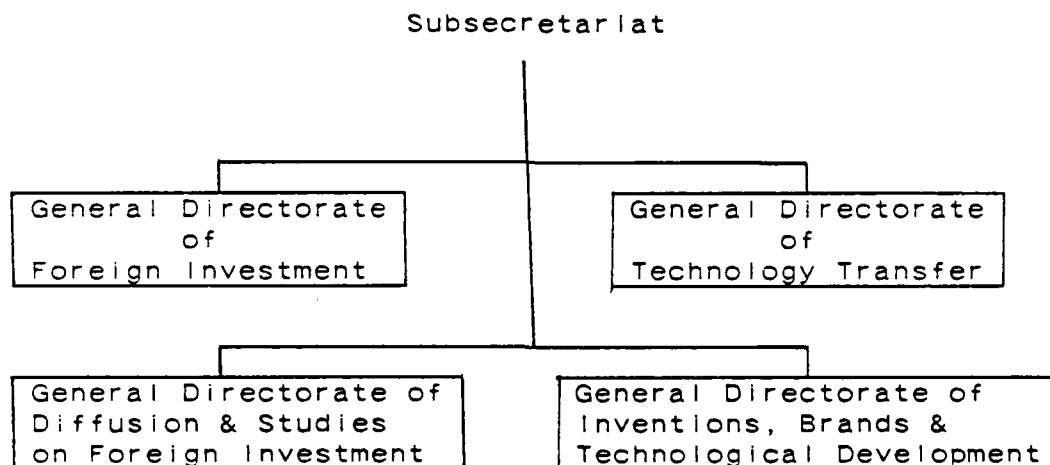 Subsecretariat
General Directorate
of
Foreign Investment
General Directorate
of
Technology Transfer
General Directorate of
Diffusion & Studies
on Foreign Investment
General Directorate of
Inventions, Brands &
Technological Development